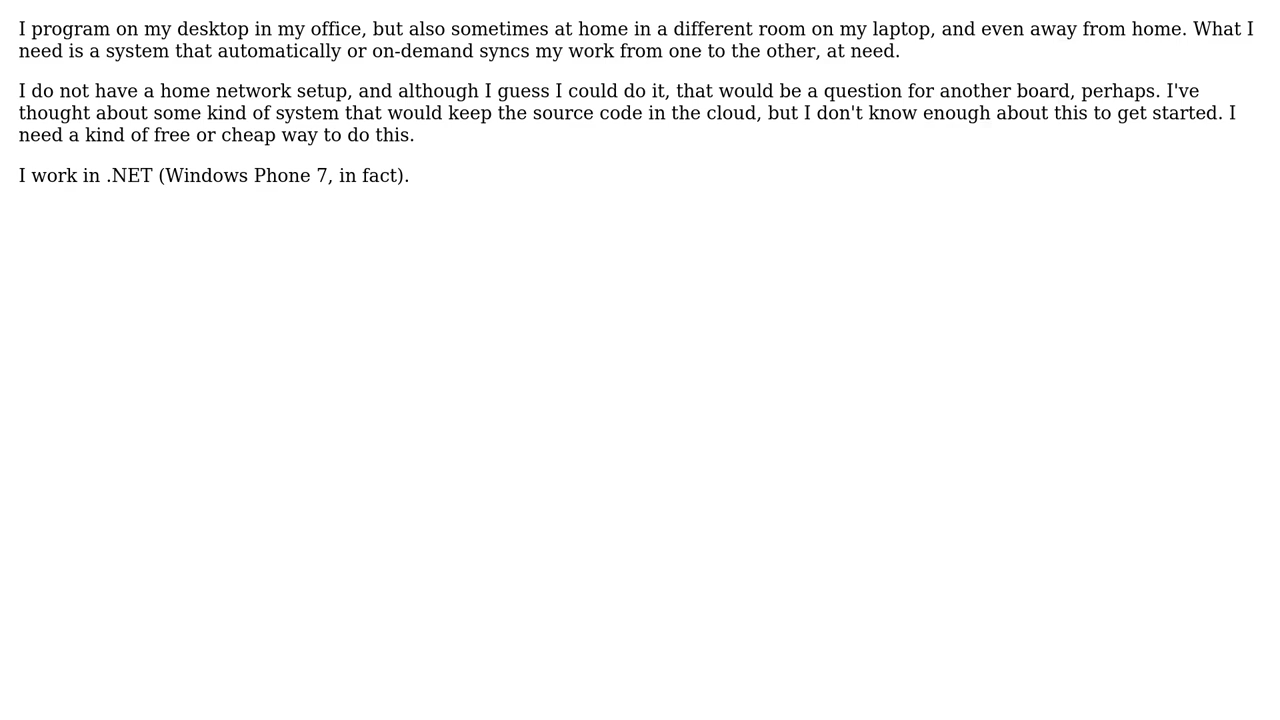 I program on my desktop in my office, but also sometimes at home in a different room on my laptop, and even away from home. What I
need is a system that automatically or on-demand syncs my work from one to the other, at need.
I do not have a home network setup, and although I guess I could do it, that would be a question for another board, perhaps. I've
thought about some kind of system that would keep the source code in the cloud, but I don't know enough about this to get started. I
need a kind of free or cheap way to do this.
I work in .NET (Windows Phone 7, in fact).